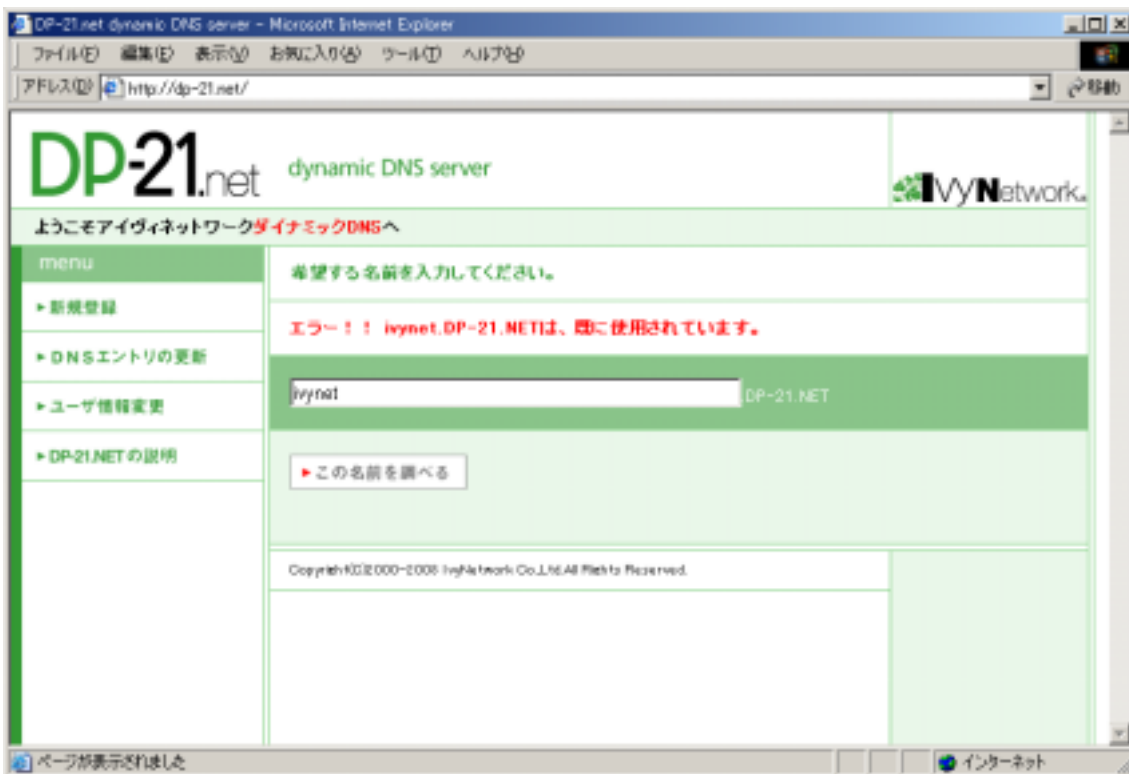 DP-21.net dynamic DNS server - Microsoft Internet Explorer
ファイル(F) 編集(E) 表示(V) お気に入り(A) ツール(T) ヘルプ(H)
アドレス(D) http://dp-21.net/ 移動
DP-21.net dynamic DNS server
IvyNetwork
ようこそアイヴィネットワークダイナミックDNSへ
menu
希望する名前を入力してください。
▸新規登録
エラー!! ivynet.DP-21.NETは、既に使用されています。
▸DNSエントリの更新
ivynet DP-21.NET
▸ユーザ情報変更
▸DP-21.NETの説明
▸この名前を調べる
Copyright(C)2000-2008 IvyNetwork Co.,Ltd.All Rights Reserved.
ページが表示されました インターネット